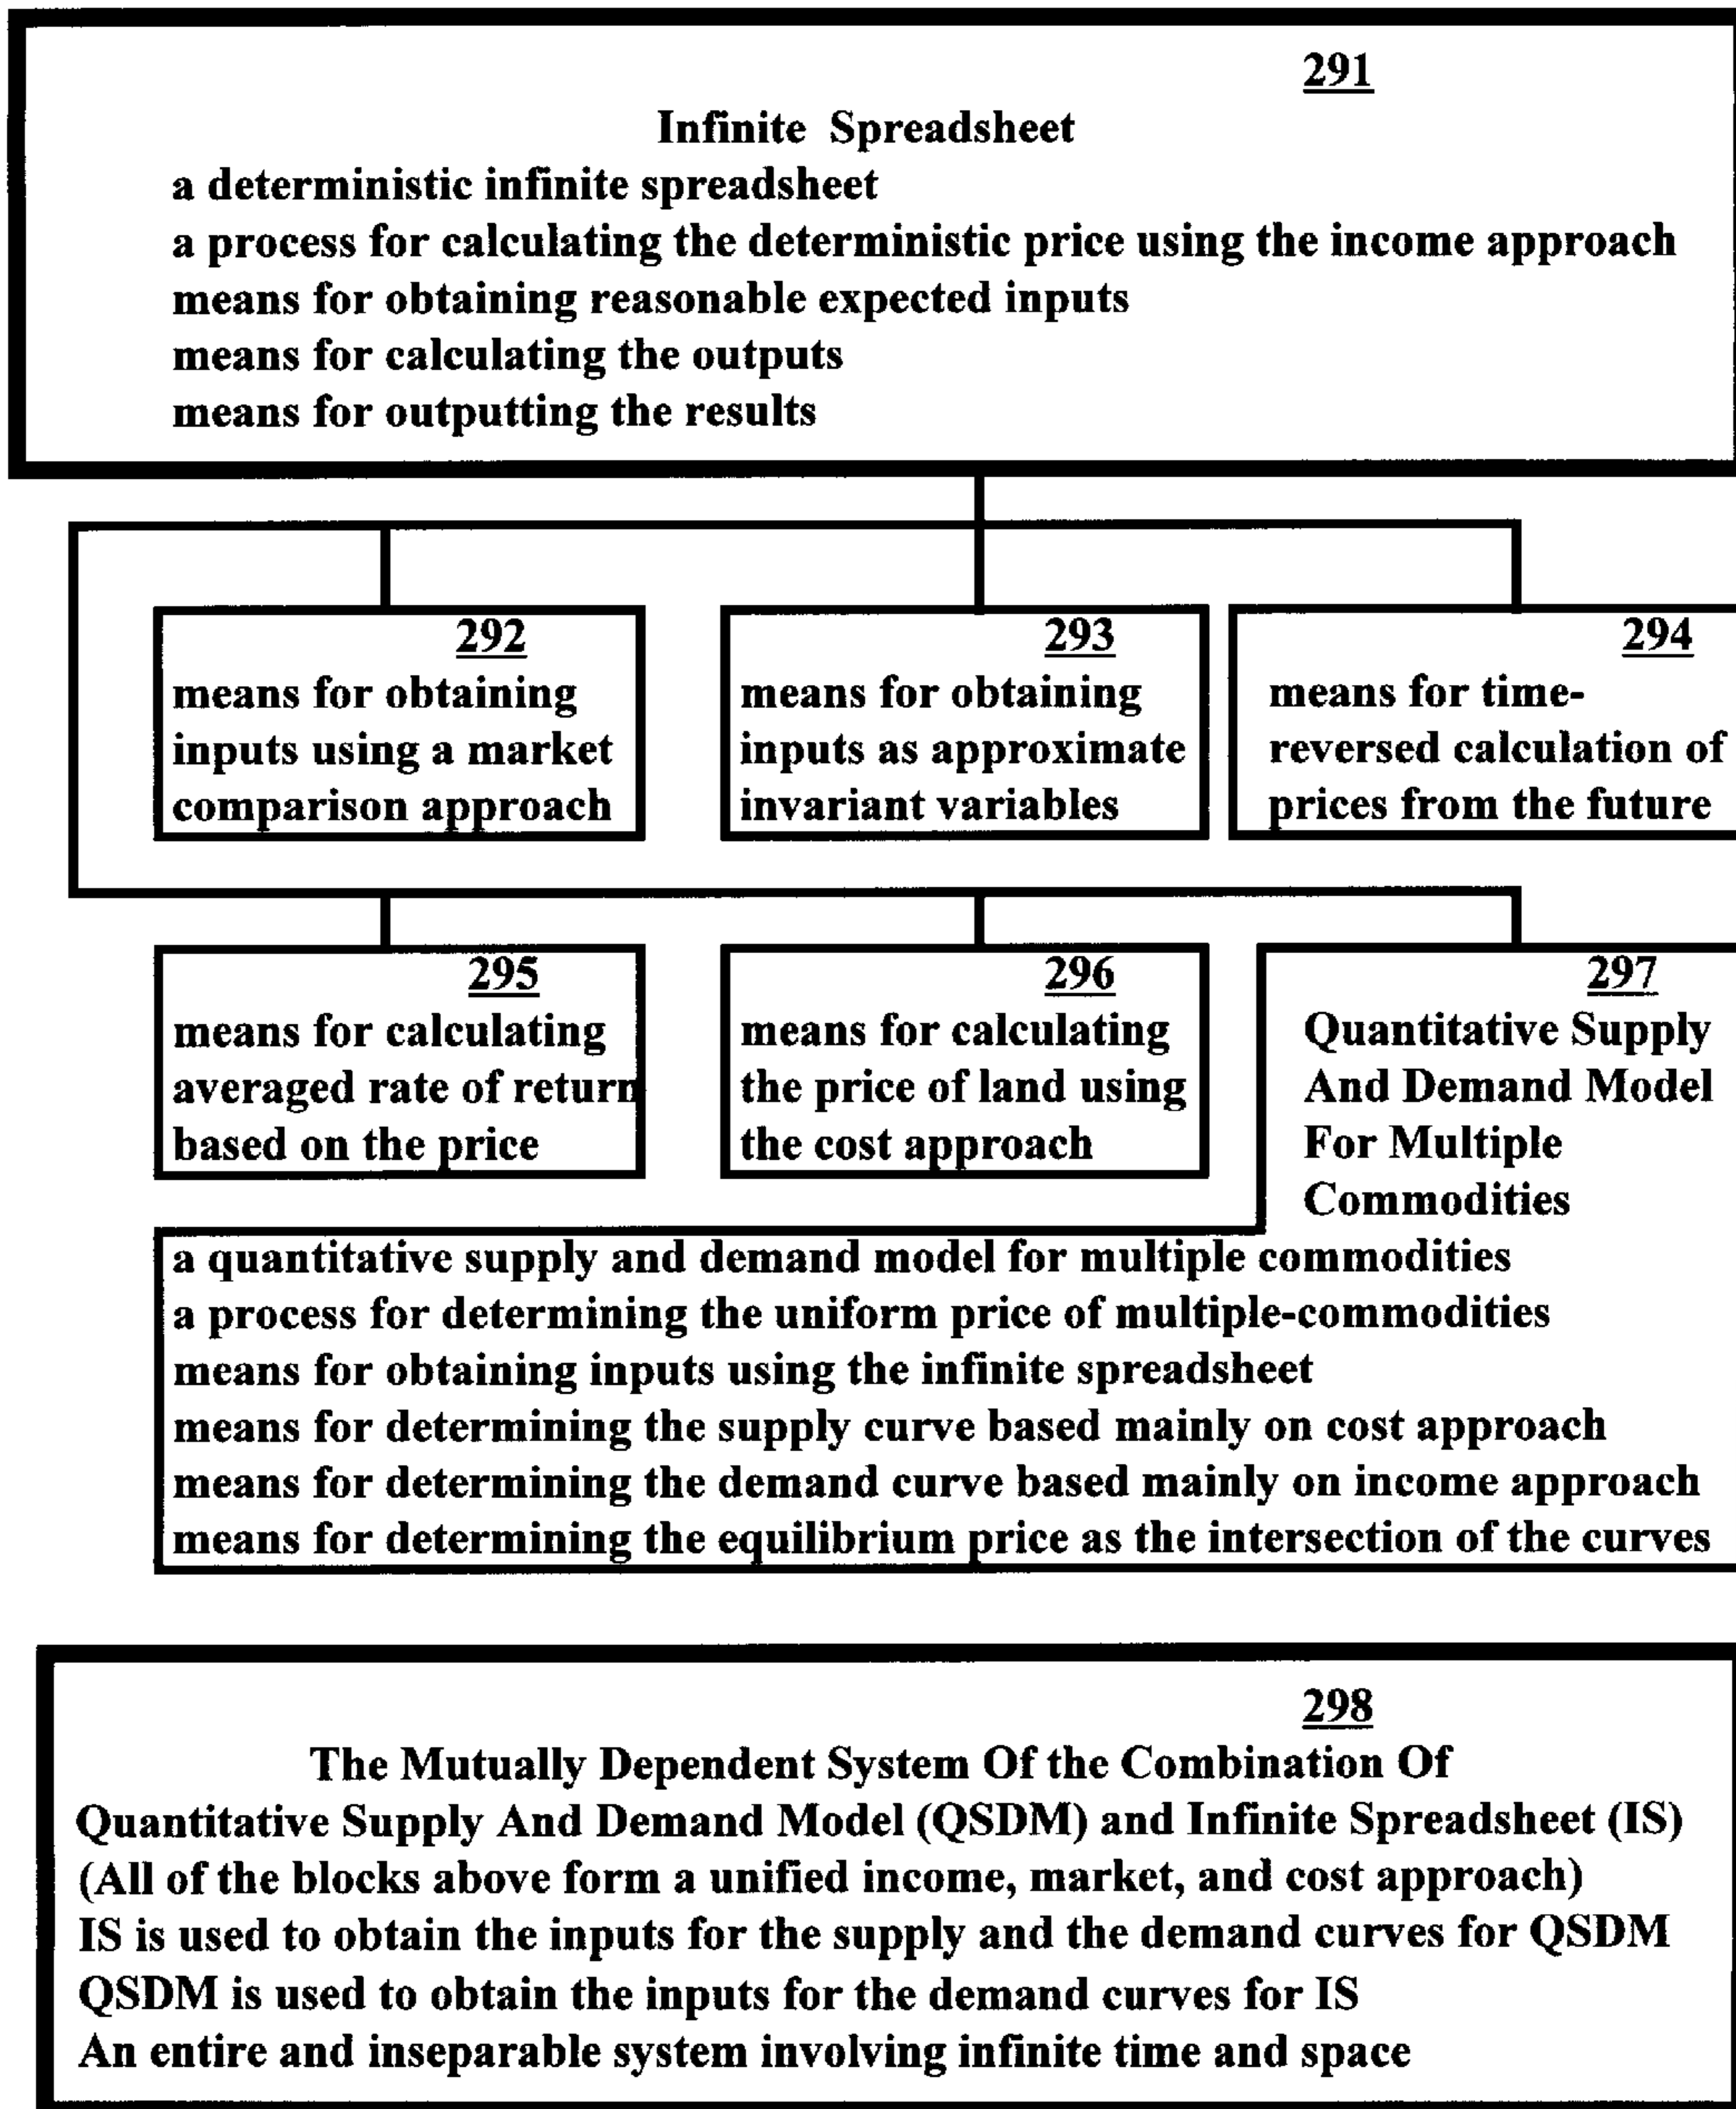 291
Infinite Spreadsheet
a deterministic infinite spreadsheet
a process for calculating the deterministic price using the income approach
means for obtaining reasonable expected inputs
means for calculating the outputs
means for outputting the results
292
means for obtaining
inputs using a market
comparison approach
293
means for obtaining
inputs as approximate
invariant variables
294
means for time-
reversed calculation of
prices from the future
295
means for calculating
averaged rate of return
based on the price
296
means for calculating
the price of land using
the cost approach
297
Quantitative Supply
And Demand Model
For Multiple
Commodities
a quantitative supply and demand model for multiple commodities
a process for determining the uniform price of multiple-commodities
means for obtaining inputs using the infinite spreadsheet
means for determining the supply curve based mainly on cost approach
means for determining the demand curve based mainly on income approach
means for determining the equilibrium price as the intersection of the curves
298
The Mutually Dependent System Of the Combination Of
Quantitative Supply And Demand Model (QSDM) and Infinite Spreadsheet (IS)
(All of the blocks above form a unified income, market, and cost approach)
IS is used to obtain the inputs for the supply and the demand curves for QSDM
QSDM is used to obtain the inputs for the demand curves for IS
An entire and inseparable system involving infinite time and space